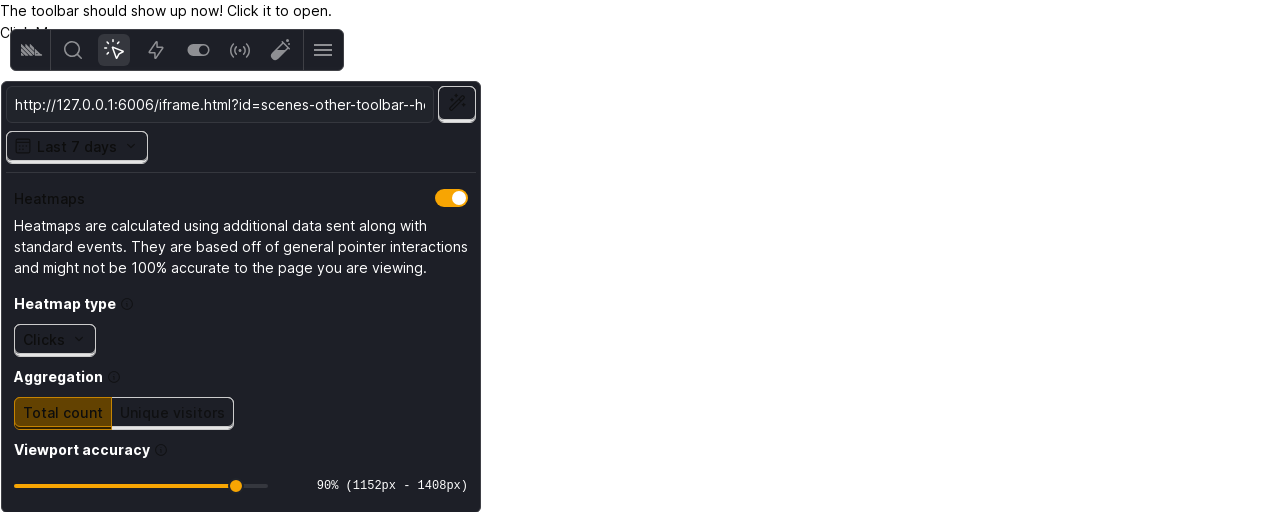 The toolbar should show up now! Click it to open.
http://127.0.0.1:6006/iframe.html?id=scenes-other-toolbar--he
Last 7 days
Heatmaps
Heatmaps are calculated using additional data sent along with
standard events. They are based off of general pointer interactions
and might not be 100% accurate to the page you are viewing.
Heatmap type
Clicks
Aggregation
Total count Unique visitors
Viewport accuracy
90% (1152px - 1408px)